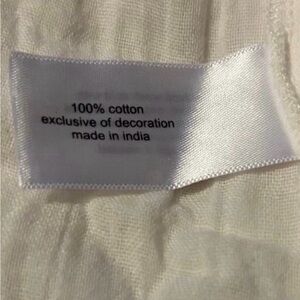 100% cotton
exclusive of decoration
made in india